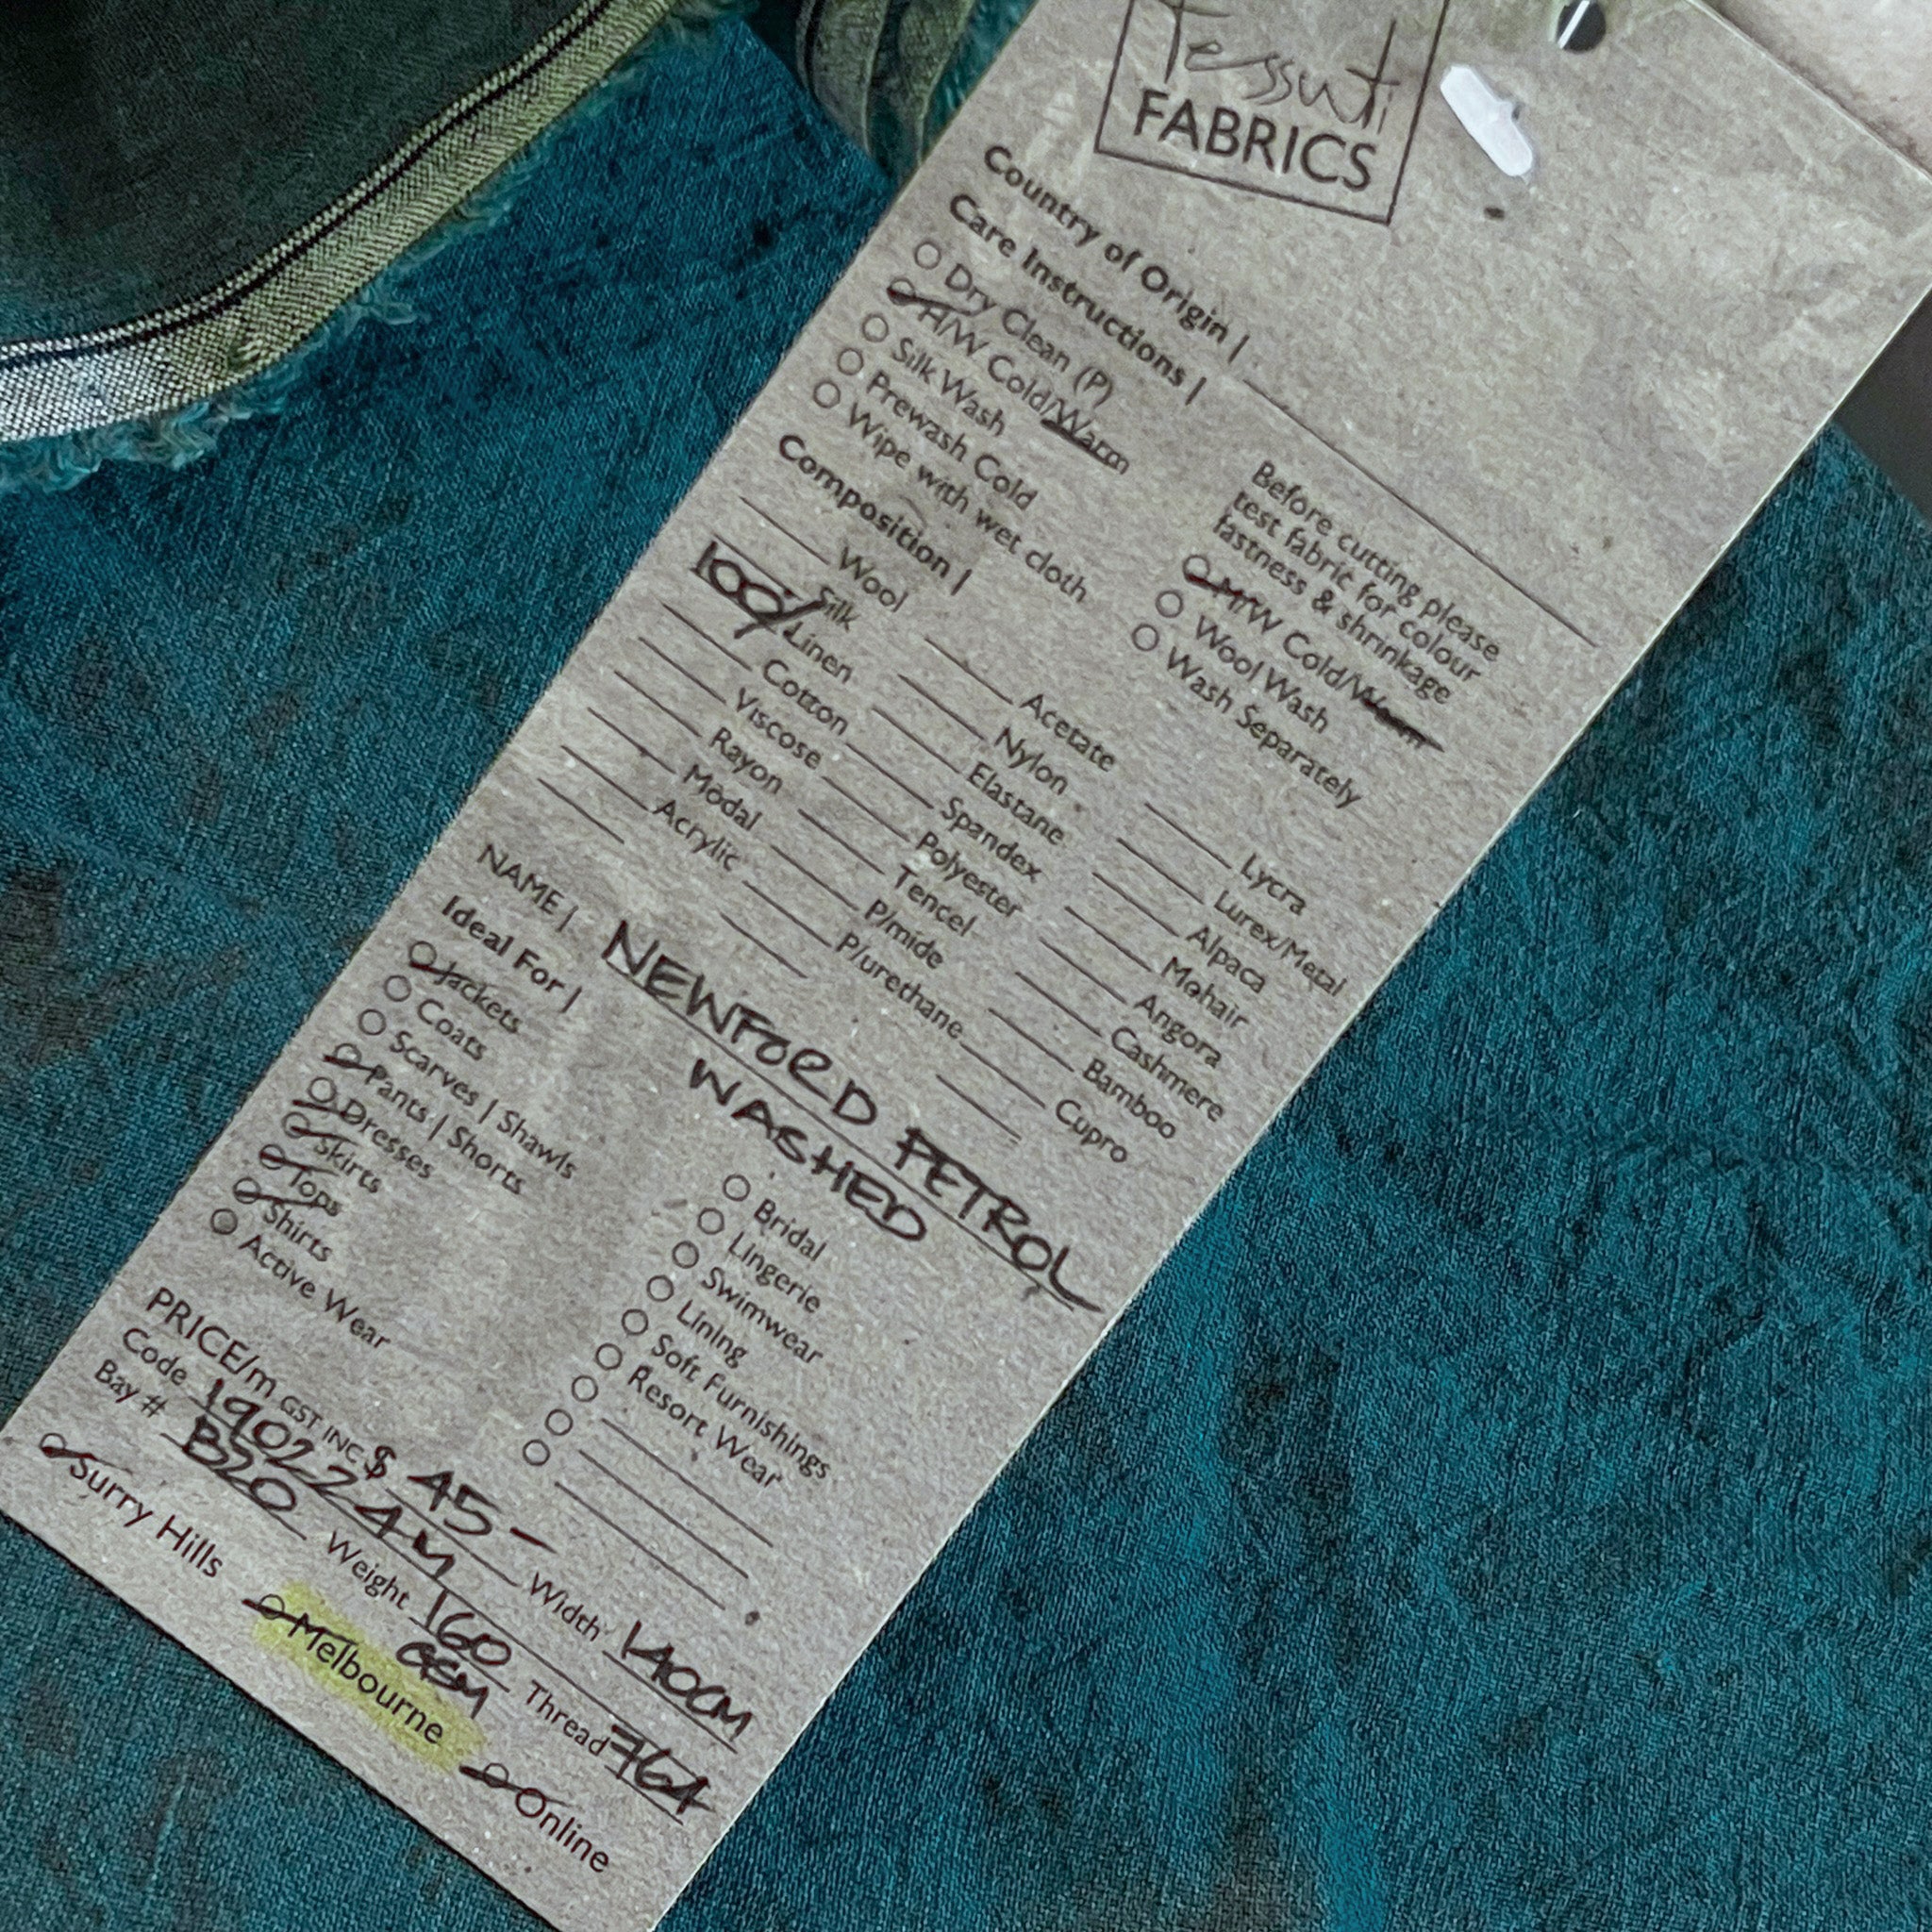 Tessuti
FABRICS
Country of Origin |
Care Instructions |
Dry Clean (P)
H/W Cold/Warm
Silk Wash
Prewash Cold
Wipe with wet cloth
Before cutting please
test fabric for colour
fastness & shrinkage
H/W Cold/Warm
Wool Wash
Wash Separately
Composition |
Wool
Silk
100% Linen
Cotton
Viscose
Rayon
Modal
Acrylic
Acetate
Nylon
Elastane
Spandex
Polyester
Tencel
P/mide
P/urethane
Lycra
Lurex/Metal
Alpaca
Mohair
Angora
Cashmere
Bamboo
Cupro
NAME | NEWFORD PETROL
WASHED
Ideal For |
Jackets
Coats
Scarves | Shawls
Pants | Shorts
Dresses
Skirts
Tops
Shirts
Active Wear
Bridal
Lingerie
Swimwear
Lining
Soft Furnishings
Resort Wear
PRICE/m GST INC $ 45-
Code 1902224-M Width 140CM
Bay # B20 Weight 160 GSM Thread 764
Surry Hills Melbourne Online